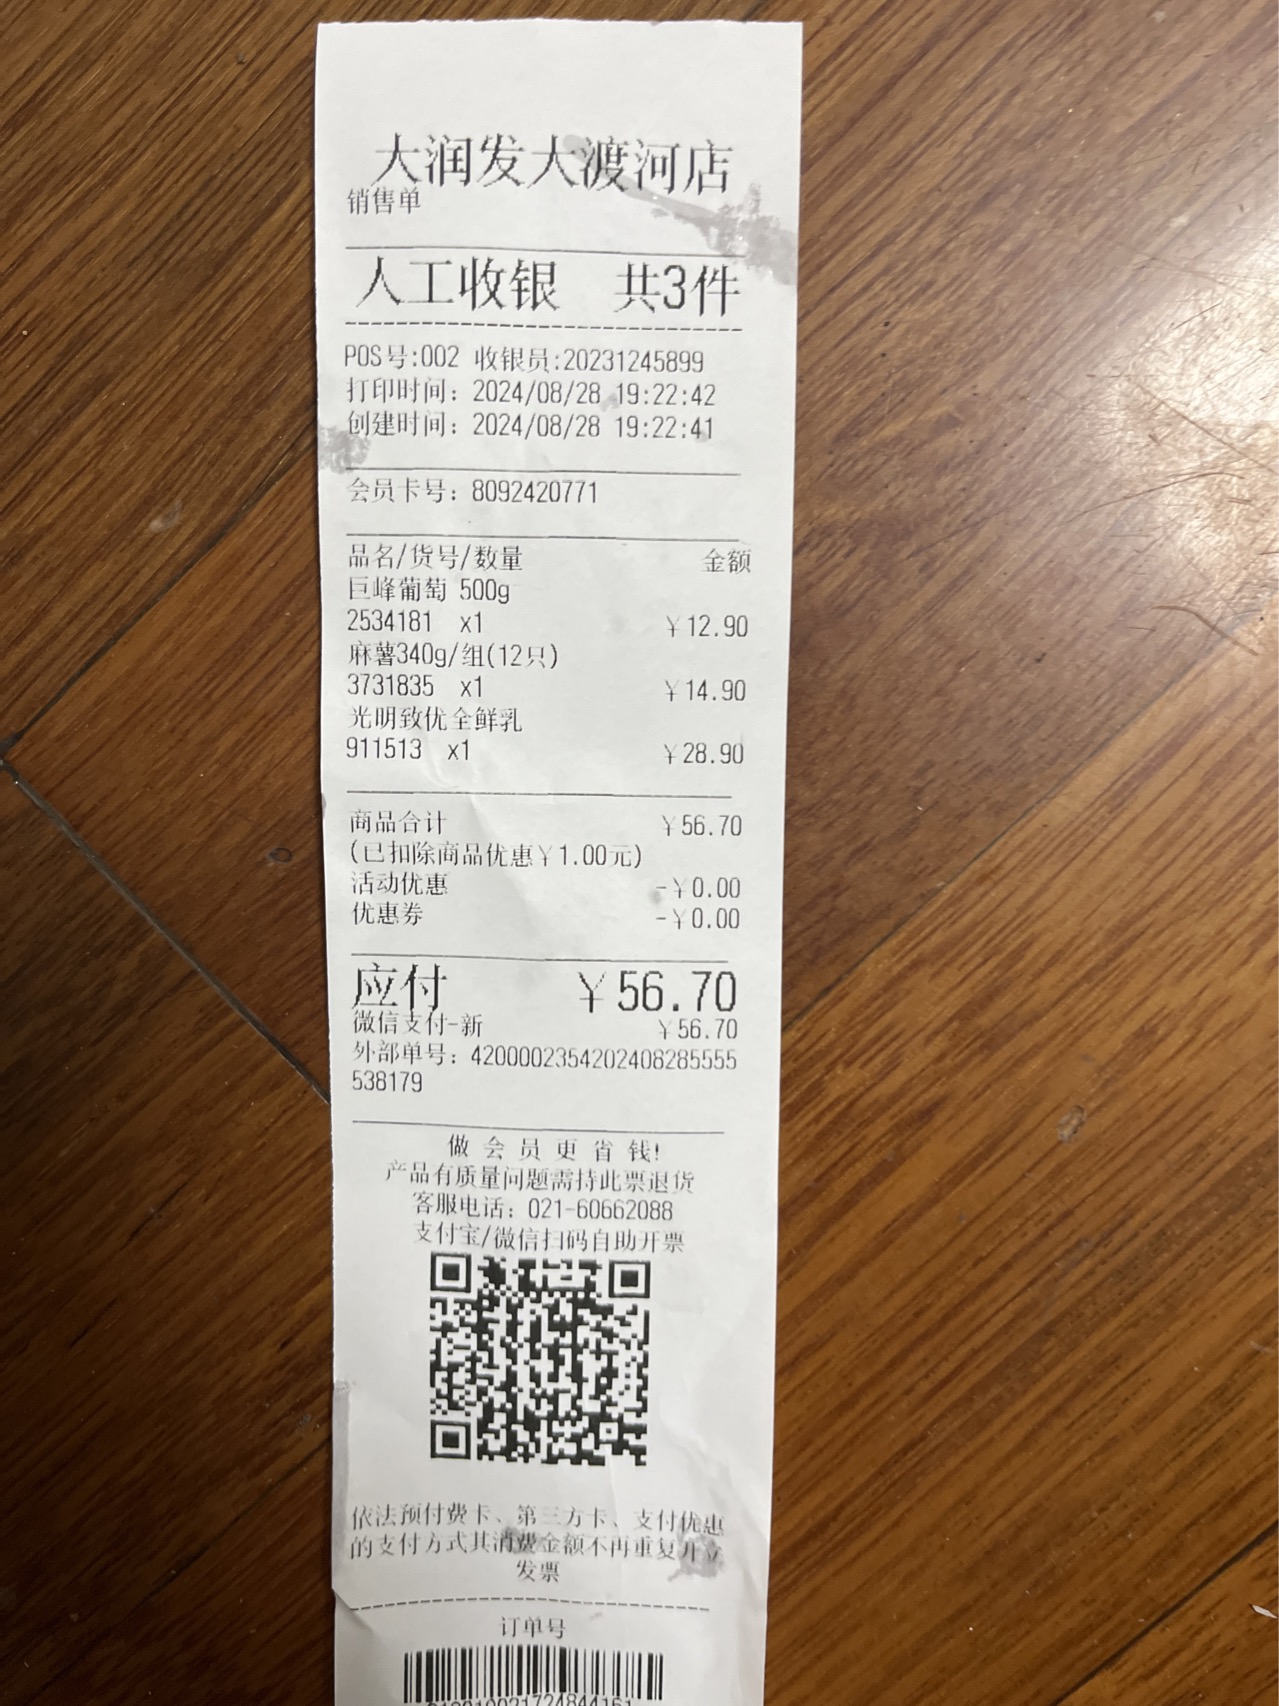 大润发大渡河店
销售单
人工收银 共3件
POS号:002 收银员:20231245899
打印时间：2024/08/28 19:22:42
创建时间：2024/08/28 19:22:41
会员卡号：8092420771
品名/货号/数量 金额
巨峰葡萄 500g
2534181 x1 ￥12.90
麻薯340g/组(12只)
3731835 x1 ￥14.90
光明致优全鲜乳
911513 x1 ￥28.90
商品合计 ￥56.70
(已扣除商品优惠￥1.00元)
活动优惠 -￥0.00
优惠券 -￥0.00
应付 ￥56.70
微信支付-新 ￥56.70
外部单号：4200002354202408285555
538179
做会员更省钱!
产品有质量问题需持此票退货
客服电话：021-60662088
支付宝/微信扫码自助开票
依法预付费卡、第三方卡、支付优惠
的支付方式其消费金额不再重复开立
发票
订单号